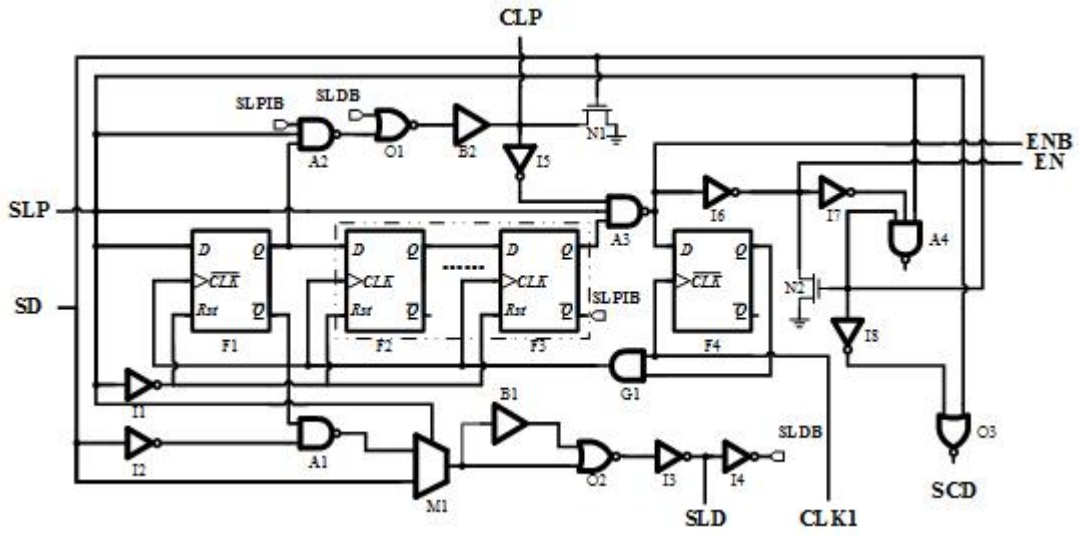 CLP
SLPIB
SLDB
A2
O1
B2
I5
N1
ENB
EN
SLP
A3
I6
I7
A4
D Q
CLK
Rst Q
F1
D Q
CLK
Rst Q
F2
D Q
CLK
Rst Q
F3
SLPIB
D Q
CLK
Q
F4
N2
I8
SD
I1
I2
A1
G1
B1
M1
O2
I3
I4
SLDB
O3
SCD
SLD
CLK1